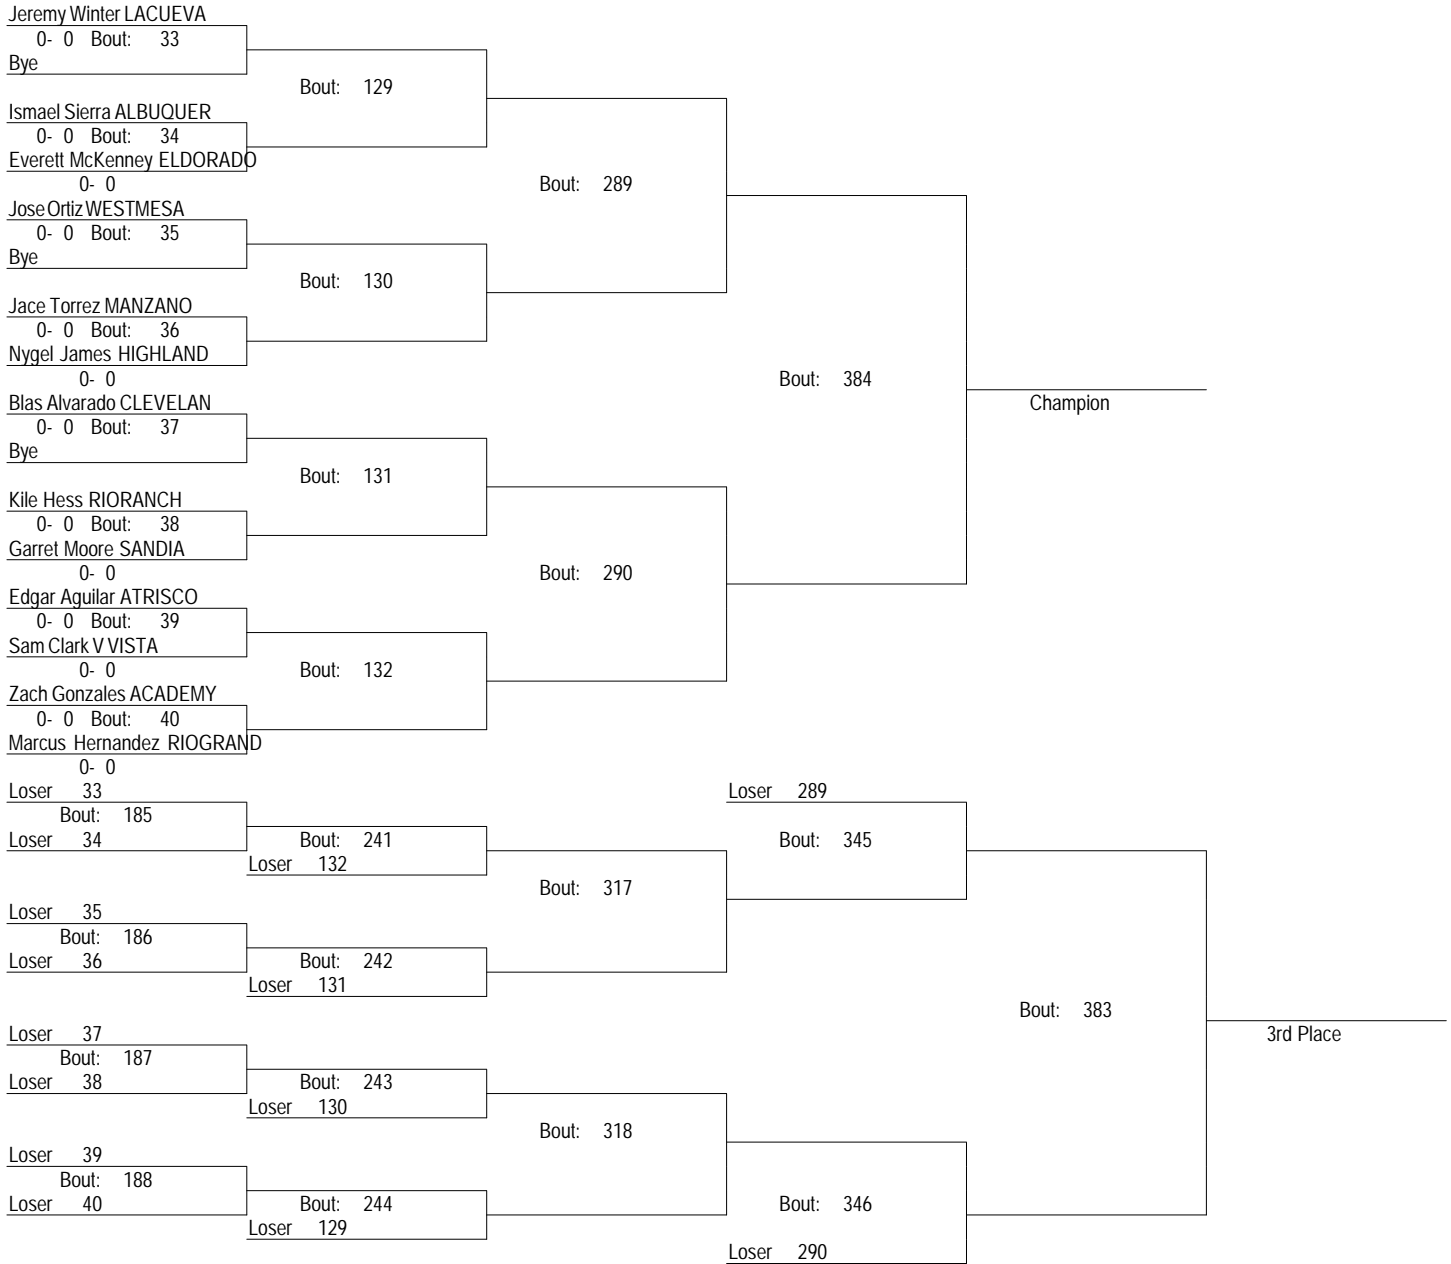 Jeremy Winter LACUEVA
0- 0 Bout: 33
Bye
Bout: 129
Ismael Sierra ALBUQUER
0- 0 Bout: 34
Everett McKenney ELDORADO
0- 0
Bout: 289
Jose Ortiz WESTMESA
0- 0 Bout: 35
Bye
Bout: 130
Jace Torrez MANZANO
0- 0 Bout: 36
Nygel James HIGHLAND
0- 0
Bout: 384
Blas Alvarado CLEVELAN
Champion
0- 0 Bout: 37
Bye
Bout: 131
Kile Hess RIORANCH
0- 0 Bout: 38
Garret Moore SANDIA
0- 0
Bout: 290
Edgar Aguilar ATRISCO
0- 0 Bout: 39
Sam Clark V VISTA
0- 0
Bout: 132
Zach Gonzales ACADEMY
0- 0 Bout: 40
Marcus Hernandez RIOGRAND
0- 0
Loser 33
Loser 289
Bout: 185
Loser 34
Bout: 241
Bout: 345
Loser 132
Bout: 317
Loser 35
Bout: 186
Loser 36
Bout: 242
Loser 131
Bout: 383
Loser 37
3rd Place
Bout: 187
Loser 38
Bout: 243
Loser 130
Bout: 318
Loser 39
Bout: 188
Loser 40
Bout: 244
Bout: 346
Loser 129
Loser 290